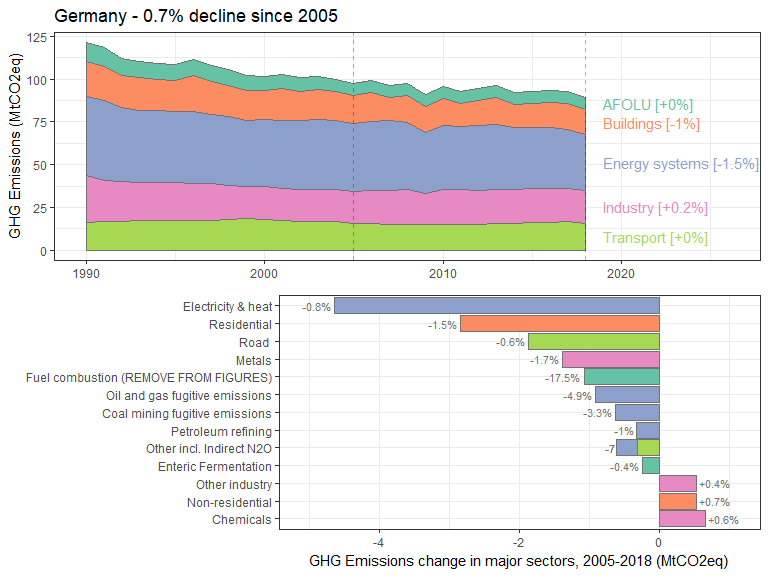 Germany - 0.7% decline since 2005
GHG Emissions (MtCO2eq)
125
100
75
50
25
0
AFOLU [+0%]
Buildings [-1%]
Energy systems [-1.5%]
Industry [+0.2%]
Transport [+0%]
1990
2000
2010
2020
Electricity & heat
-0.8%
Residential
-1.5%
Road
-0.6%
Metals
-1.7%
Fuel combustion (REMOVE FROM FIGURES)
-17.5%
Oil and gas fugitive emissions
-4.9%
Coal mining fugitive emissions
-3.3%
Petroleum refining
-1%
Other incl. Indirect N2O
-7
Enteric Fermentation
-0.4%
Other industry
+0.4%
Non-residential
+0.7%
Chemicals
+0.6%
-4
-2
0
GHG Emissions change in major sectors, 2005-2018 (MtCO2eq)